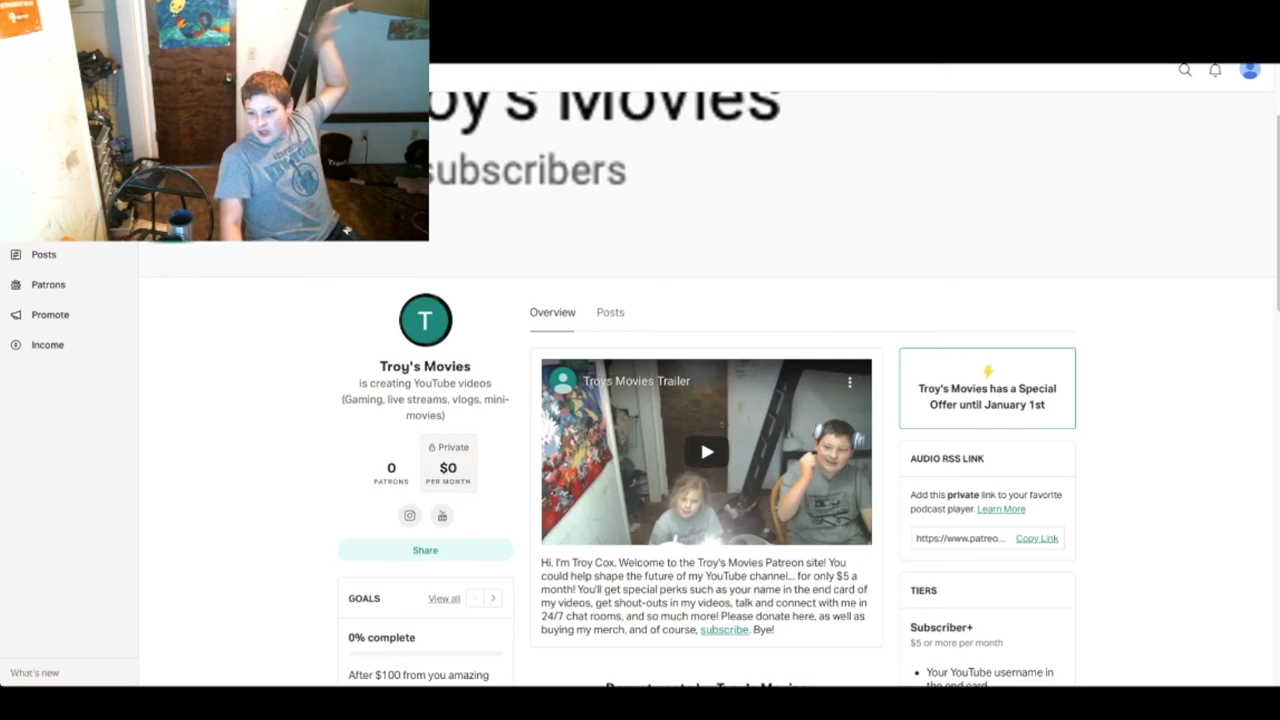 oy's Movies
subscribers
Posts
Patrons
Promote
Income
What's new
T
Troy's Movies
is creating YouTube videos
(Gaming, live streams, vlogs, mini-
movies)
0
PATRONS
Private
$0
PER MONTH
Share
GOALS
View all
0% complete
After $100 from you amazing
Overview
Posts
Troys Movies Trailer
Hi. I'm Troy Cox. Welcome to the Troy's Movies Patreon site! You
could help shape the future of my YouTube channel... for only $5 a
month! You'll get special perks such as your name in the end card of
my videos, get shout-outs in my videos, talk and connect with me in
24/7 chat rooms, and so much more! Please donate here, as well as
buying my merch, and of course, subscribe. Bye!
Troy's Movies has a Special
Offer until January 1st
AUDIO RSS LINK
Add this private link to your favorite
podcast player. Learn More
https://www.patreo...
Copy Link
TIERS
Subscriber+
$5 or more per month
• Your YouTube username in
the end card